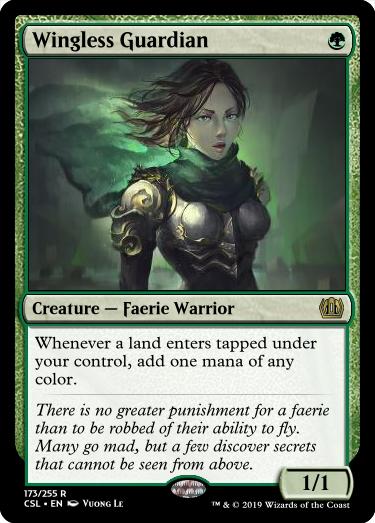 Wingless Guardian
Creature — Faerie Warrior
Whenever a land enters tapped under
your control, add one mana of any
color.
There is no greater punishment for a faerie
than to be robbed of their ability to fly.
Many go mad, but a few discover secrets
that cannot be seen from above.
1/1
173/255 R
CSL • EN Vuong Le
™ & © 2019 Wizards of the Coast